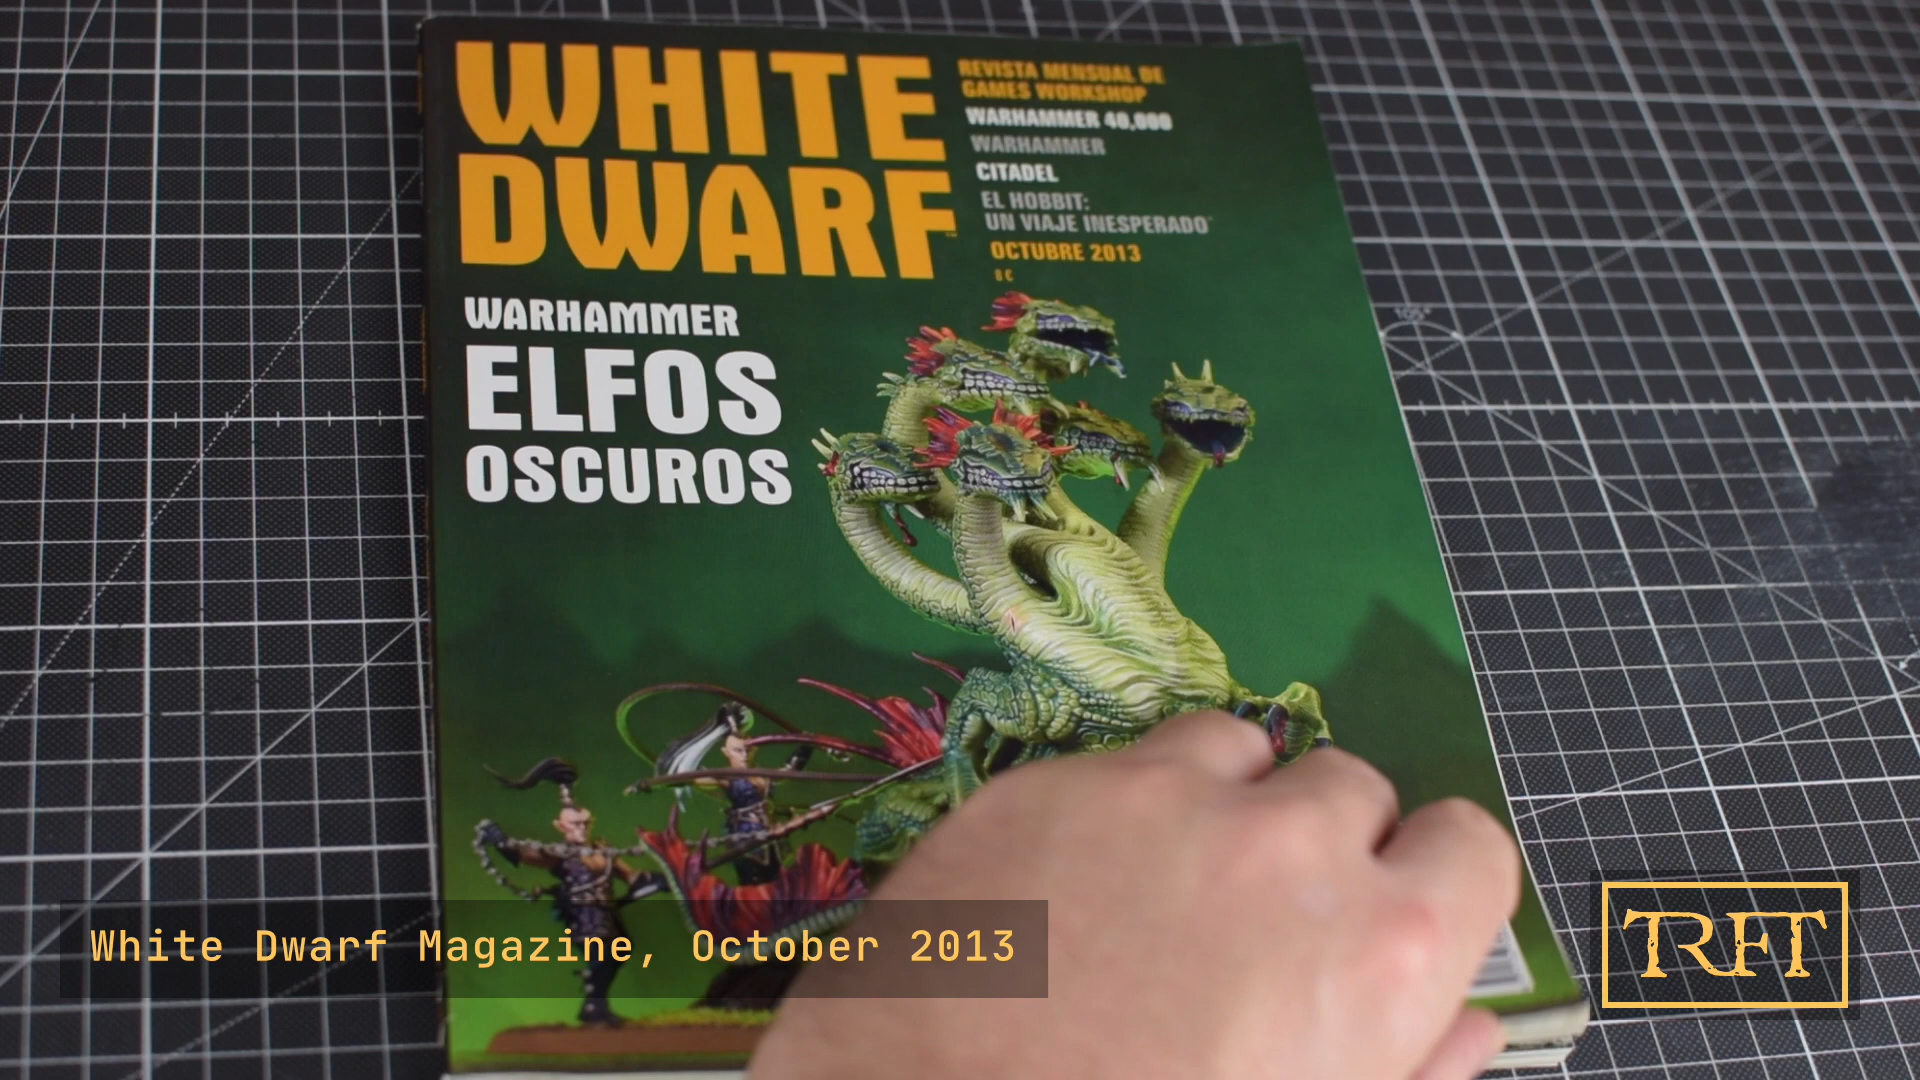 WHITE
DWARF
REVISTA MENSUAL DE
GAMES WORKSHOP
WARHAMMER 40,000
WARHAMMER
CITADEL
EL HOBBIT:
UN VIAJE INESPERADO
OCTUBRE 2013
WARHAMMER
ELFOS
OSCUROS
105°
White Dwarf Magazine, October 2013
TRFT